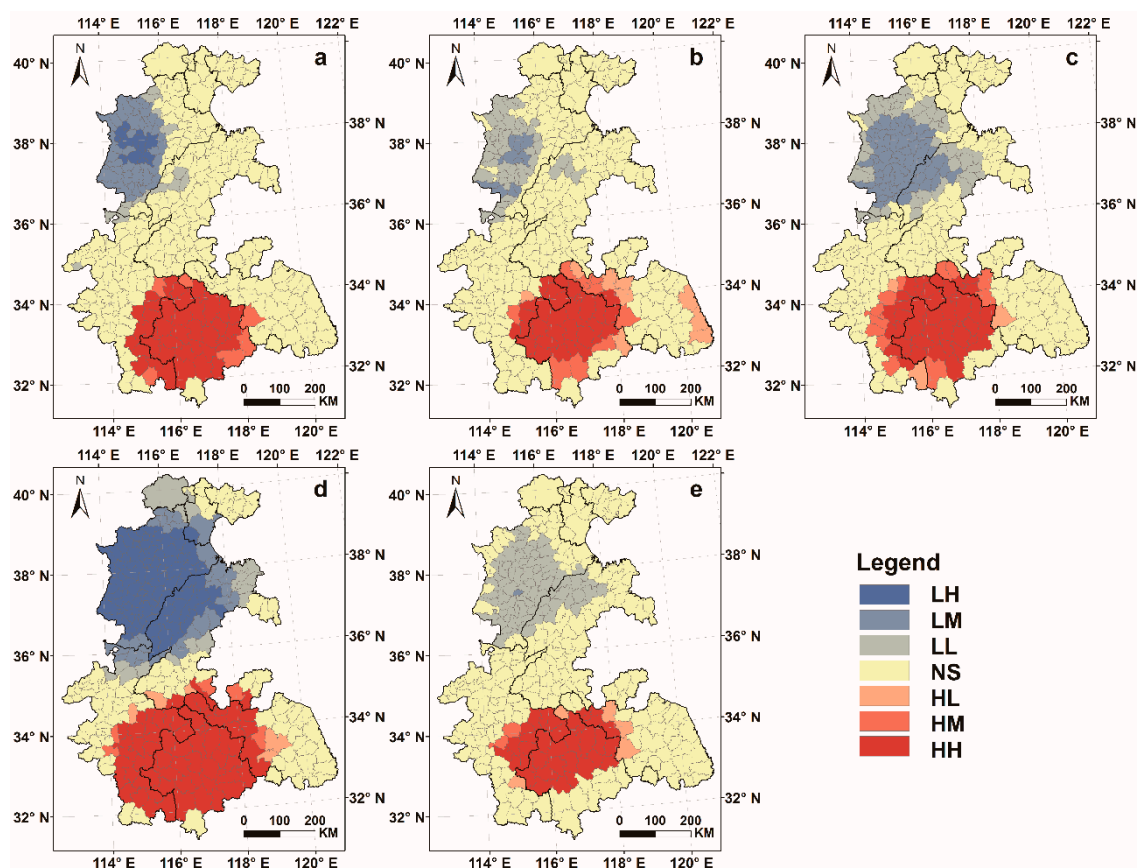 114° E 116° E 118° E 120° E 122° E 114° E 116° E 118° E 120° E 122° E 114° E 116° E 118° E 120° E 122° E
N a N b N c
40° N 40° N 40° N
38° N 38° N 38° N
38° N 38° N 38° N
36° N 36° N 36° N
36° N 36° N 36° N
34° N 34° N 34° N
34° N 34° N 34° N
32° N 32° N 32° N
32° N 32° N 32° N
0 100 200 0 100 200 0 100 200
KM KM KM
114° E 116° E 118° E 120° E 114° E 116° E 118° E 120° E 114° E 116° E 118° E 120° E
114° E 116° E 118° E 120° E 122° E 114° E 116° E 118° E 120° E 122° E
N d N e
40° N 40° N
38° N 38° N
38° N 38° N
36° N 36° N
36° N 36° N
34° N 34° N
34° N 34° N
32° N 32° N
32° N 32° N
0 100 200 0 100 200
KM KM
114° E 116° E 118° E 120° E 114° E 116° E 118° E 120° E
Legend
LH
LM
LL
NS
HL
HM
HH